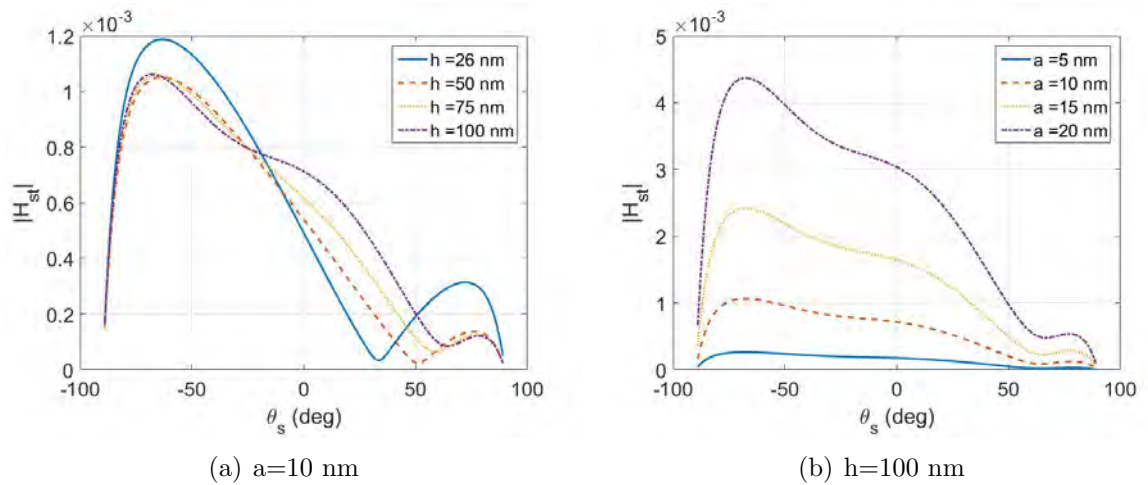 ×10⁻³
1.2
1
0.8
0.6
0.4
0.2
0
-100
-50
0
50
100
|H_st|
θ_s (deg)
h =26 nm
h =50 nm
h =75 nm
h =100 nm
(a) a=10 nm
×10⁻³
5
4
3
2
1
0
-100
-50
0
50
100
|H_st|
θ_s (deg)
a =5 nm
a =10 nm
a =15 nm
a =20 nm
(b) h=100 nm